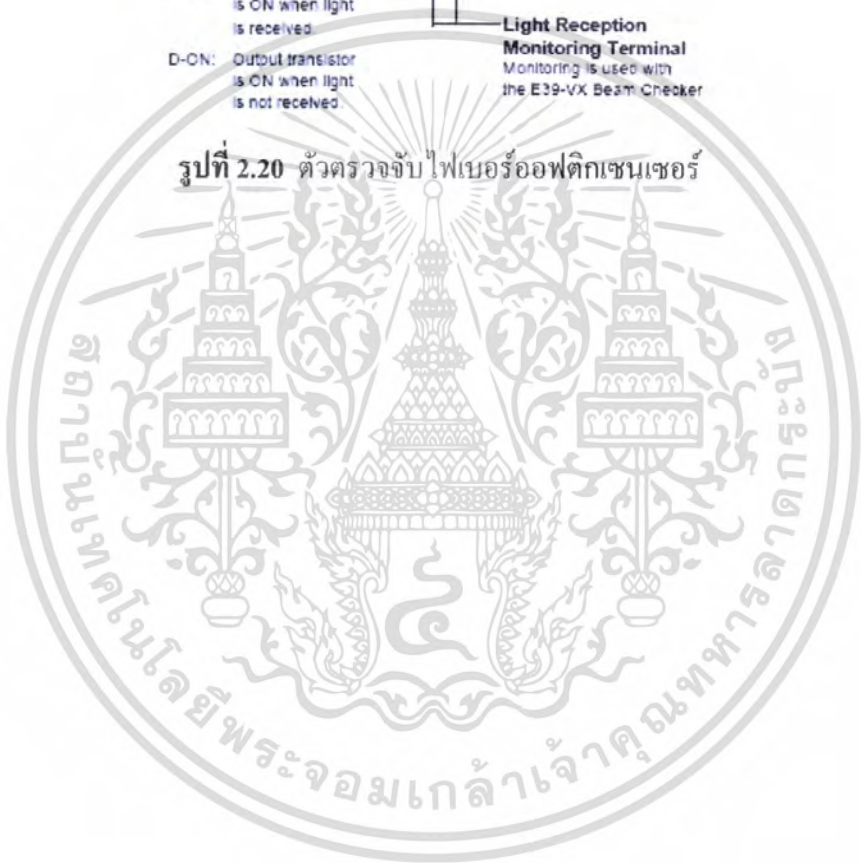 is ON when light
is received.
D-ON: Output transistor
is ON when light
is not received.
Light Reception
Monitoring Terminal
Monitoring is used with
the E39-VX Beam Checker
รูปที่ 2.20 ตัวตรวจจับไฟเบอร์ออฟติกเซนเซอร์
สถาบันเทคโนโลยีพระจอมเกล้าเจ้าคุณทหารลาดกระบัง